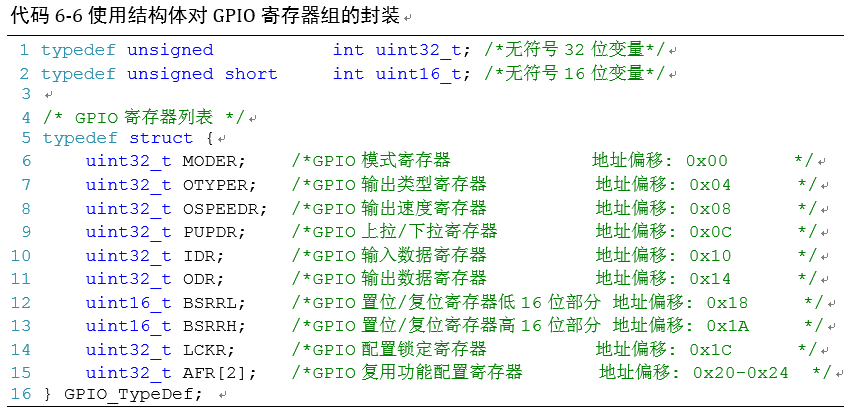 代码 6-6 使用结构体对 GPIO 寄存器组的封装
1 typedef unsigned int uint32_t; /*无符号 32 位变量*/
2 typedef unsigned short int uint16_t; /*无符号 16 位变量*/
3
4 /* GPIO 寄存器列表 */
5 typedef struct {
6 uint32_t MODER; /*GPIO 模式寄存器 地址偏移: 0x00 */
7 uint32_t OTYPER; /*GPIO 输出类型寄存器 地址偏移: 0x04 */
8 uint32_t OSPEEDR; /*GPIO 输出速度寄存器 地址偏移: 0x08 */
9 uint32_t PUPDR; /*GPIO 上拉/下拉寄存器 地址偏移: 0x0C */
10 uint32_t IDR; /*GPIO 输入数据寄存器 地址偏移: 0x10 */
11 uint32_t ODR; /*GPIO 输出数据寄存器 地址偏移: 0x14 */
12 uint16_t BSRRL; /*GPIO 置位/复位寄存器低 16 位部分 地址偏移: 0x18 */
13 uint16_t BSRRH; /*GPIO 置位/复位寄存器高 16 位部分 地址偏移: 0x1A */
14 uint32_t LCKR; /*GPIO 配置锁定寄存器 地址偏移: 0x1C */
15 uint32_t AFR[2]; /*GPIO 复用功能配置寄存器 地址偏移: 0x20-0x24 */
16 } GPIO_TypeDef;